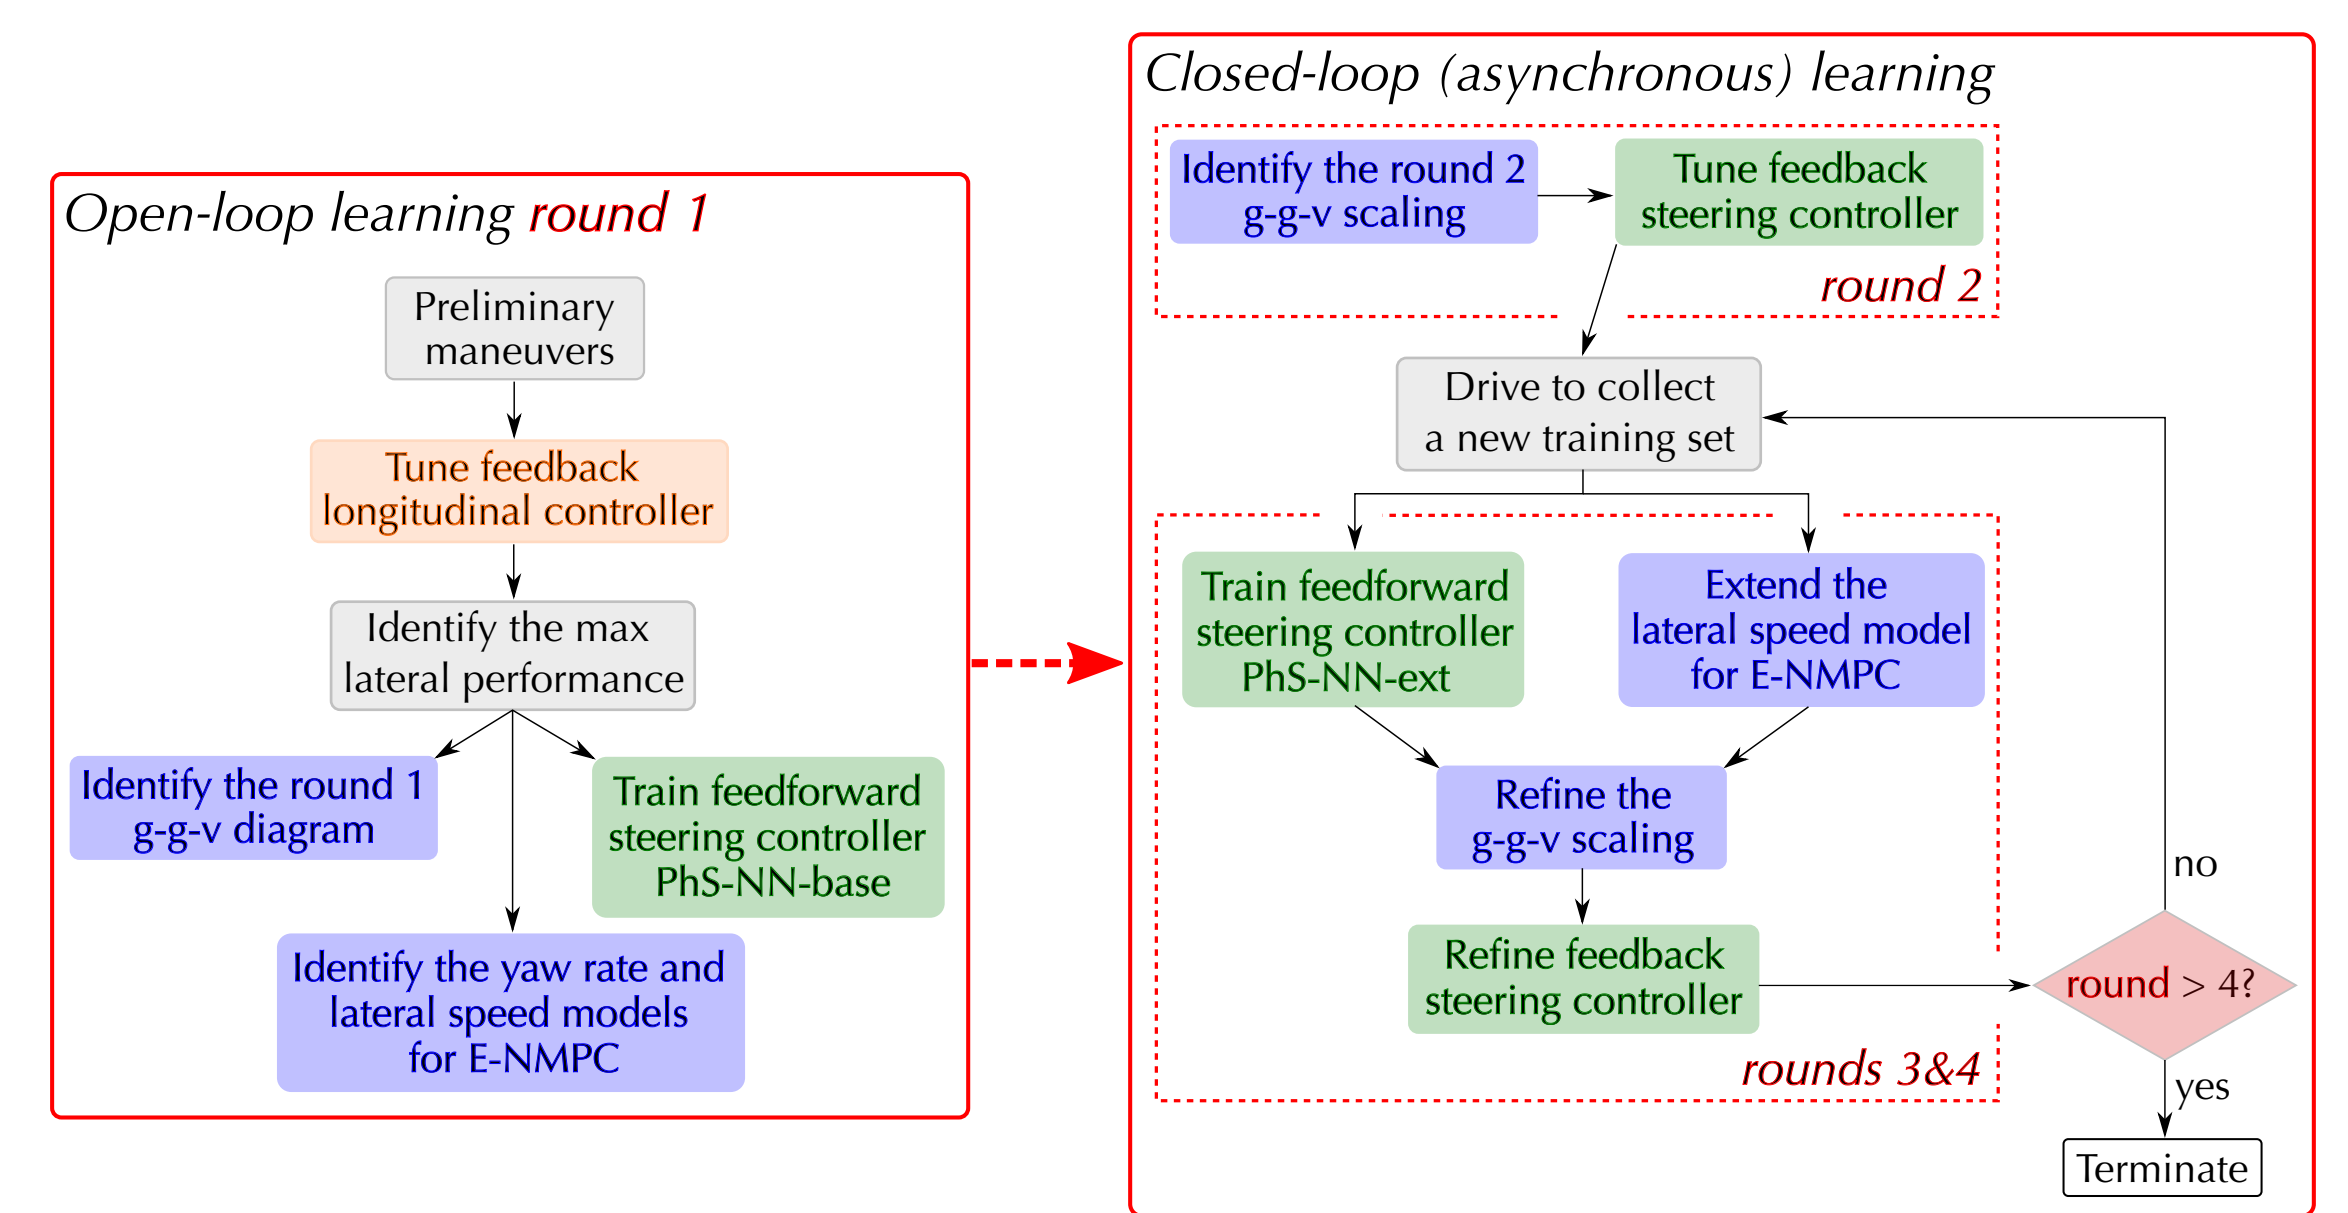 Open-loop learning round 1
Preliminary
maneuvers
Tune feedback
longitudinal controller
Identify the max
lateral performance
Identify the round 1
g-g-v diagram
Train feedforward
steering controller
PhS-NN-base
Identify the yaw rate and
lateral speed models
for E-NMPC
Closed-loop (asynchronous) learning
Identify the round 2
g-g-v scaling
Tune feedback
steering controller
round 2
Drive to collect
a new training set
Train feedforward
steering controller
PhS-NN-ext
Extend the
lateral speed model
for E-NMPC
Refine the
g-g-v scaling
Refine feedback
steering controller
rounds 3&4
no
round > 4?
yes
Terminate